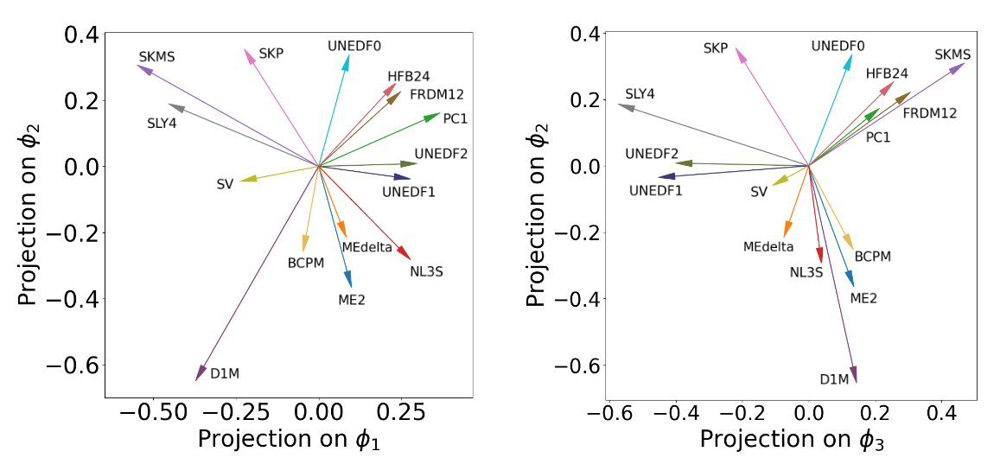 0.4
0.2
0.0
−0.2
−0.4
−0.6
Projection on ϕ2
SKMS
SKP
UNEDF0
SLY4
HFB24
FRDM12
PC1
UNEDF2
UNEDF1
SV
BCPM
MEdelta
NL3S
ME2
D1M
−0.50 −0.25 0.00 0.25
Projection on ϕ1
0.4
0.2
0.0
−0.2
−0.4
−0.6
Projection on ϕ2
SKP
UNEDF0
SKMS
HFB24
SLY4
FRDM12
PC1
UNEDF2
UNEDF1
SV
MEdelta
BCPM
NL3S
ME2
D1M
−0.6 −0.4 −0.2 0.0 0.2 0.4
Projection on ϕ3